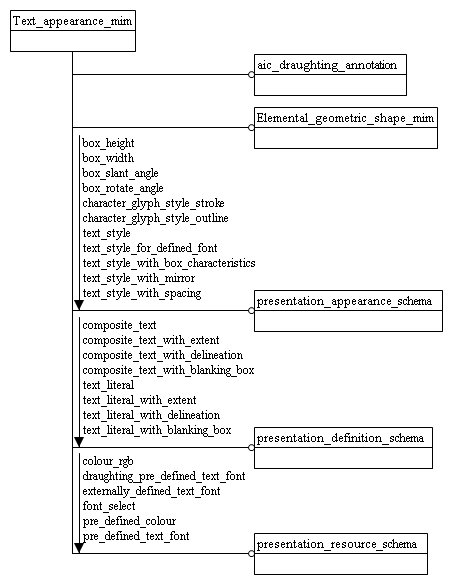 Text_appearance_mim
aic_draughting_annotation
Elemental_geometric_shape_mim
box_height
box_width
box_slant_angle
box_rotate_angle
character_glyph_style_stroke
character_glyph_style_outline
text_style
text_style_for_defined_font
text_style_with_box_characteristics
text_style_with_mirror
text_style_with_spacing
presentation_appearance_schema
composite_text
composite_text_with_extent
composite_text_with_delineation
composite_text_with_blanking_box
text_literal
text_literal_with_extent
text_literal_with_delineation
text_literal_with_blanking_box
presentation_definition_schema
colour_rgb
draughting_pre_defined_text_font
externally_defined_text_font
font_select
pre_defined_colour
pre_defined_text_font
presentation_resource_schema